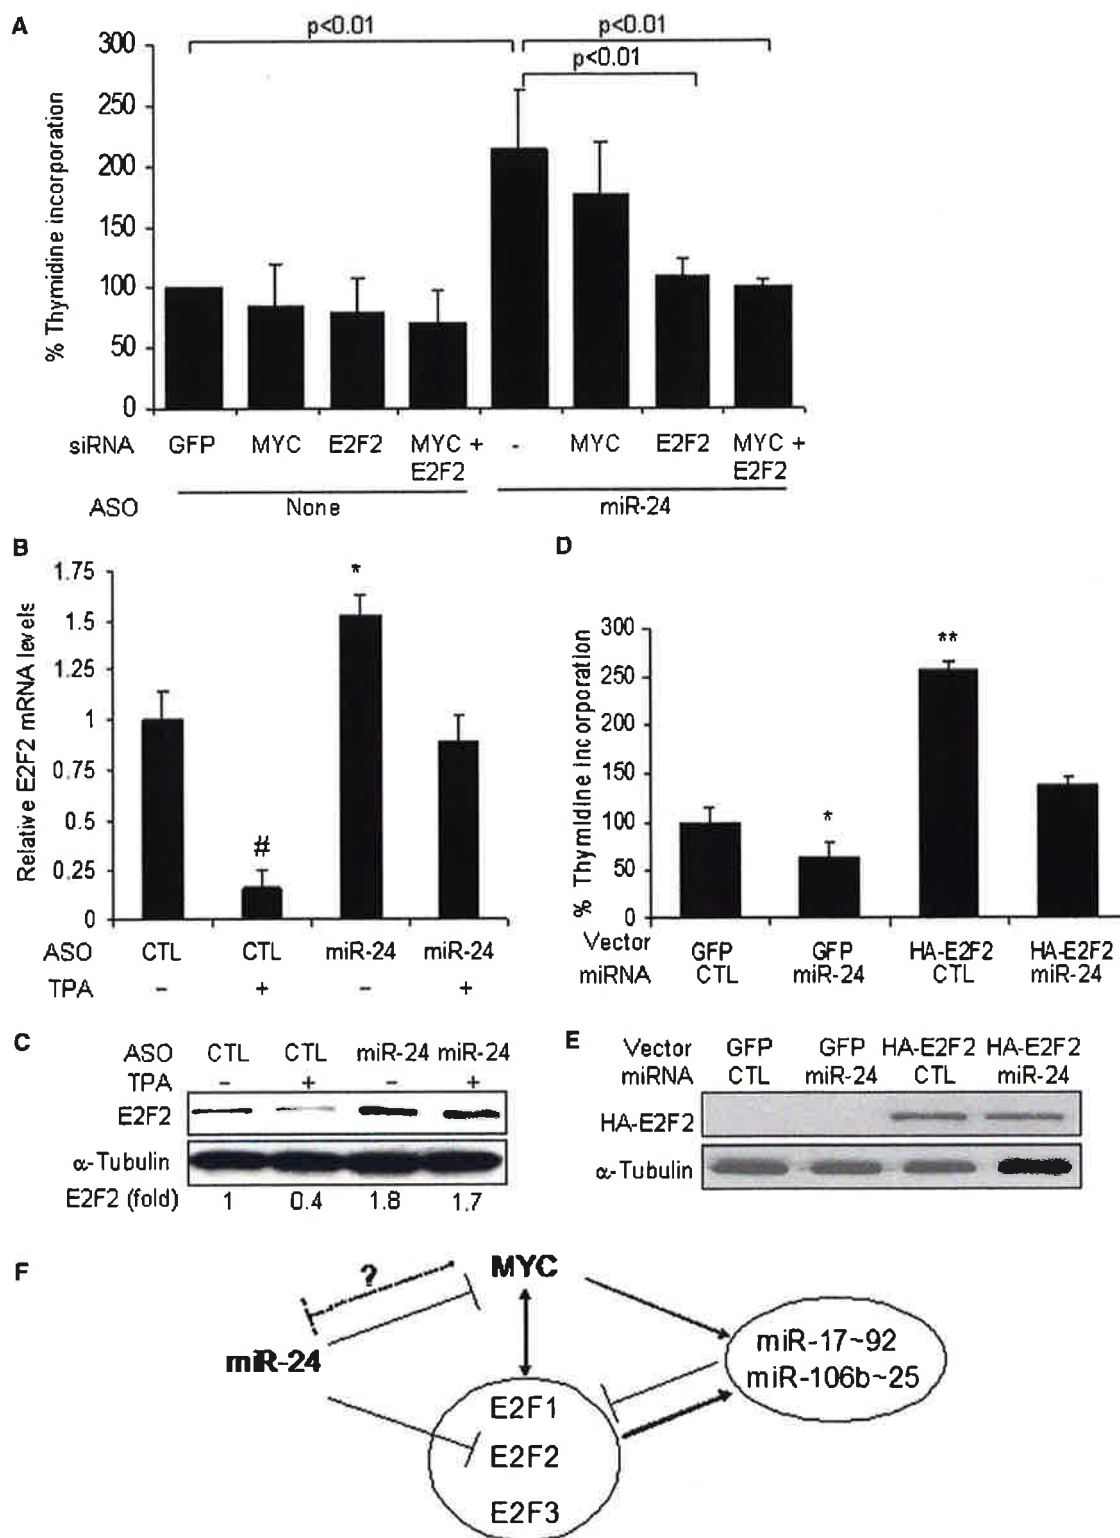 A
p<0.01
p<0.01
p<0.01
% Thymidine incorporation
300
250
200
150
100
50
0
siRNA GFP MYC E2F2 MYC + E2F2 - MYC E2F2 MYC + E2F2
ASO None miR-24
B
Relative E2F2 mRNA levels
1.75
1.5
1.25
1
0.75
0.5
0.25
0
#
*
ASO CTL CTL miR-24 miR-24
TPA – + – +
D
% Thymidine incorporation
300
250
200
150
100
50
0
*
**
Vector GFP GFP HA-E2F2 HA-E2F2
miRNA CTL miR-24 CTL miR-24
C
ASO CTL CTL miR-24 miR-24
TPA – + – +
E2F2
α-Tubulin
E2F2 (fold) 1 0.4 1.8 1.7
E
Vector GFP GFP HA-E2F2 HA-E2F2
miRNA CTL miR-24 CTL miR-24
HA-E2F2
α-Tubulin
F
?
MYC
miR-24
miR-17~92
miR-106b~25
E2F1
E2F2
E2F3